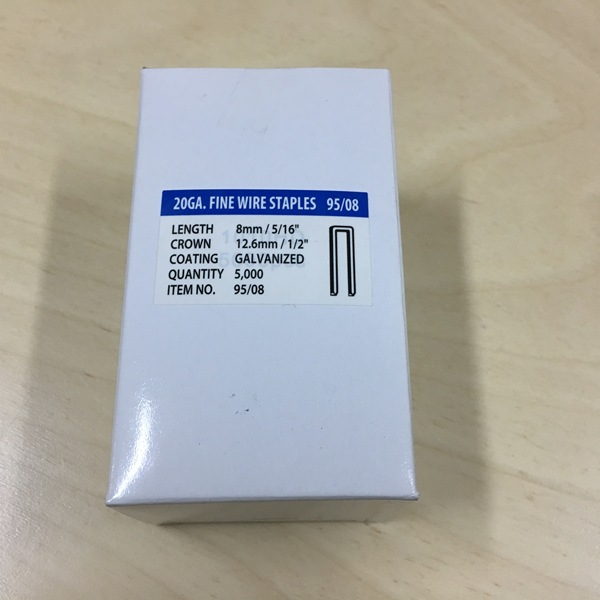 20GA. FINE WIRE STAPLES 95/08
LENGTH 8mm / 5/16"
CROWN 12.6mm / 1/2"
COATING GALVANIZED
QUANTITY 5,000
ITEM NO. 95/08